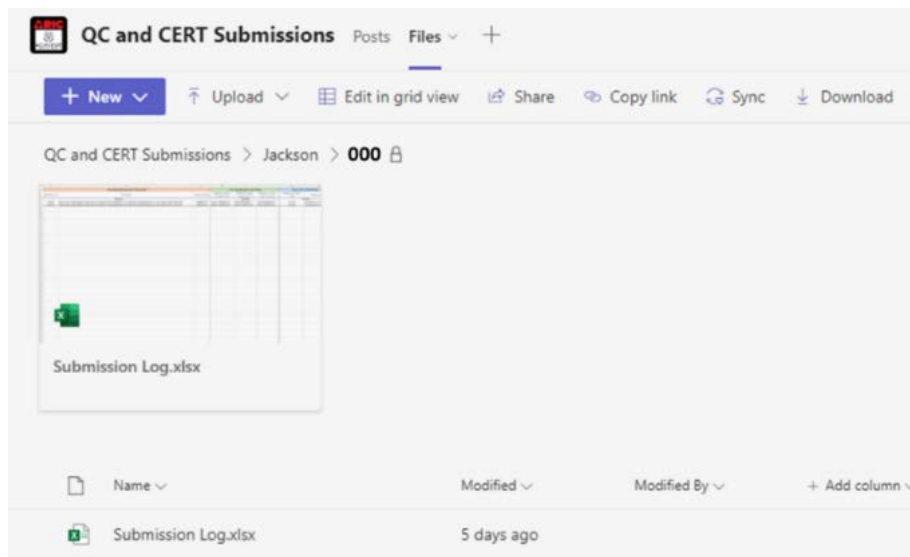 QC and CERT Submissions Posts Files
New Upload Edit in grid view Share Copy link Sync Download
QC and CERT Submissions > Jackson > 000
Submission Log.xlsx
Name Modified Modified By + Add column
Submission Log.xlsx 5 days ago